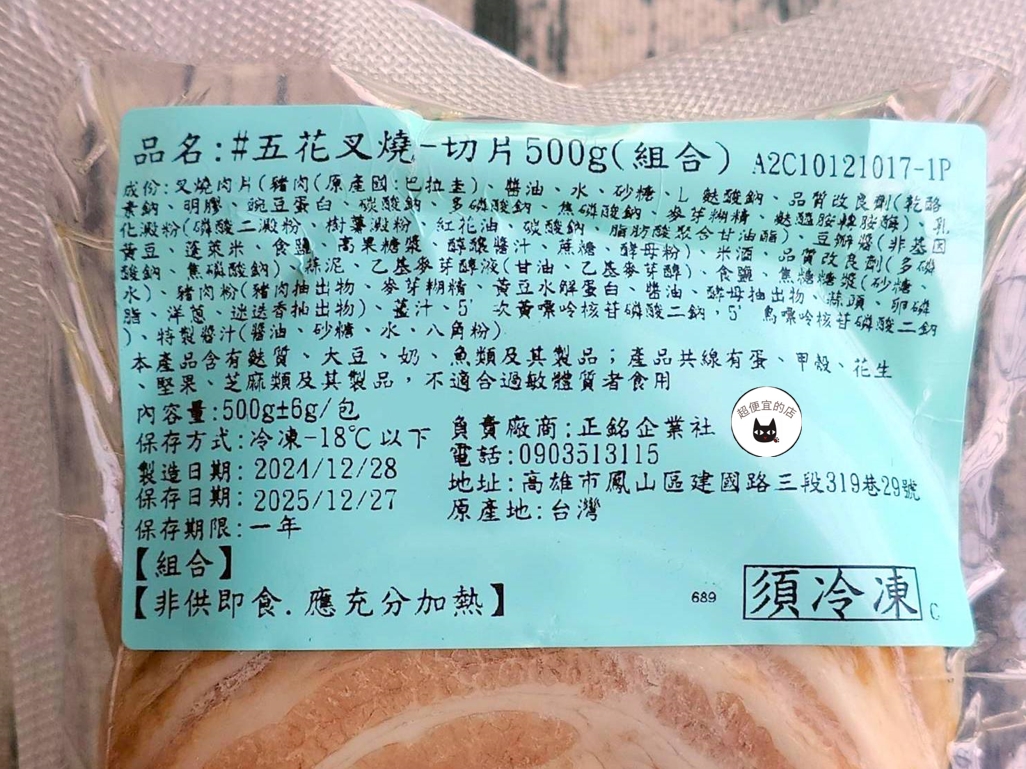 品名:#五花叉燒-切片500g(組合) A2C10121017-1P
成份:叉燒肉片(豬肉(原產國:巴拉圭)、醬油、水、砂糖、L 麩酸鈉、品質改良劑(乾酪
素鈉、明膠、豌豆蛋白、碳酸鈉、多磷酸鈉、焦磷酸鈉、麥芽糊精、麩醯胺轉胺酶)、乳
化澱粉(磷酸二澱粉、樹薯澱粉、紅花油、碳酸鈉、脂肪酸聚合甘油酯)、豆瓣醬(非基因
黃豆、蓬萊米、食鹽、高果糖漿、醇釀醬汁、蔗糖、酵母粉)、米酒、品質改良劑(多磷
酸鈉、焦磷酸鈉)、蒜泥、乙基麥芽醇液(甘油、乙基麥芽醇)、食鹽、焦糖糖漿(砂糖、
水)、豬肉粉(豬肉抽出物、麥芽糊精、黃豆水解蛋白、醬油、酵母抽出物、蒜頭、卵磷
脂、洋蔥、迷迭香抽出物)、薑汁、5' 次黃嘌呤核苷磷酸二鈉、5' 鳥嘌呤核苷磷酸二鈉
)、特製醬汁(醬油、砂糖、水、八角粉)
本產品含有麩質、大豆、奶、魚類及其製品；產品共線有蛋、甲殼、花生
、堅果、芝麻類及其製品，不適合過敏體質者食用
內容量:500g±6g/包
保存方式:冷凍-18℃以下
製造日期: 2024/12/28
保存日期: 2025/12/27
保存期限:一年
負責廠商:正銘企業社
電話:0903513115
地址:高雄市鳳山區建國路三段319巷29號
原產地:台灣
超便宜的店
【組合】
【非供即食.應充分加熱】
689
須冷凍
C